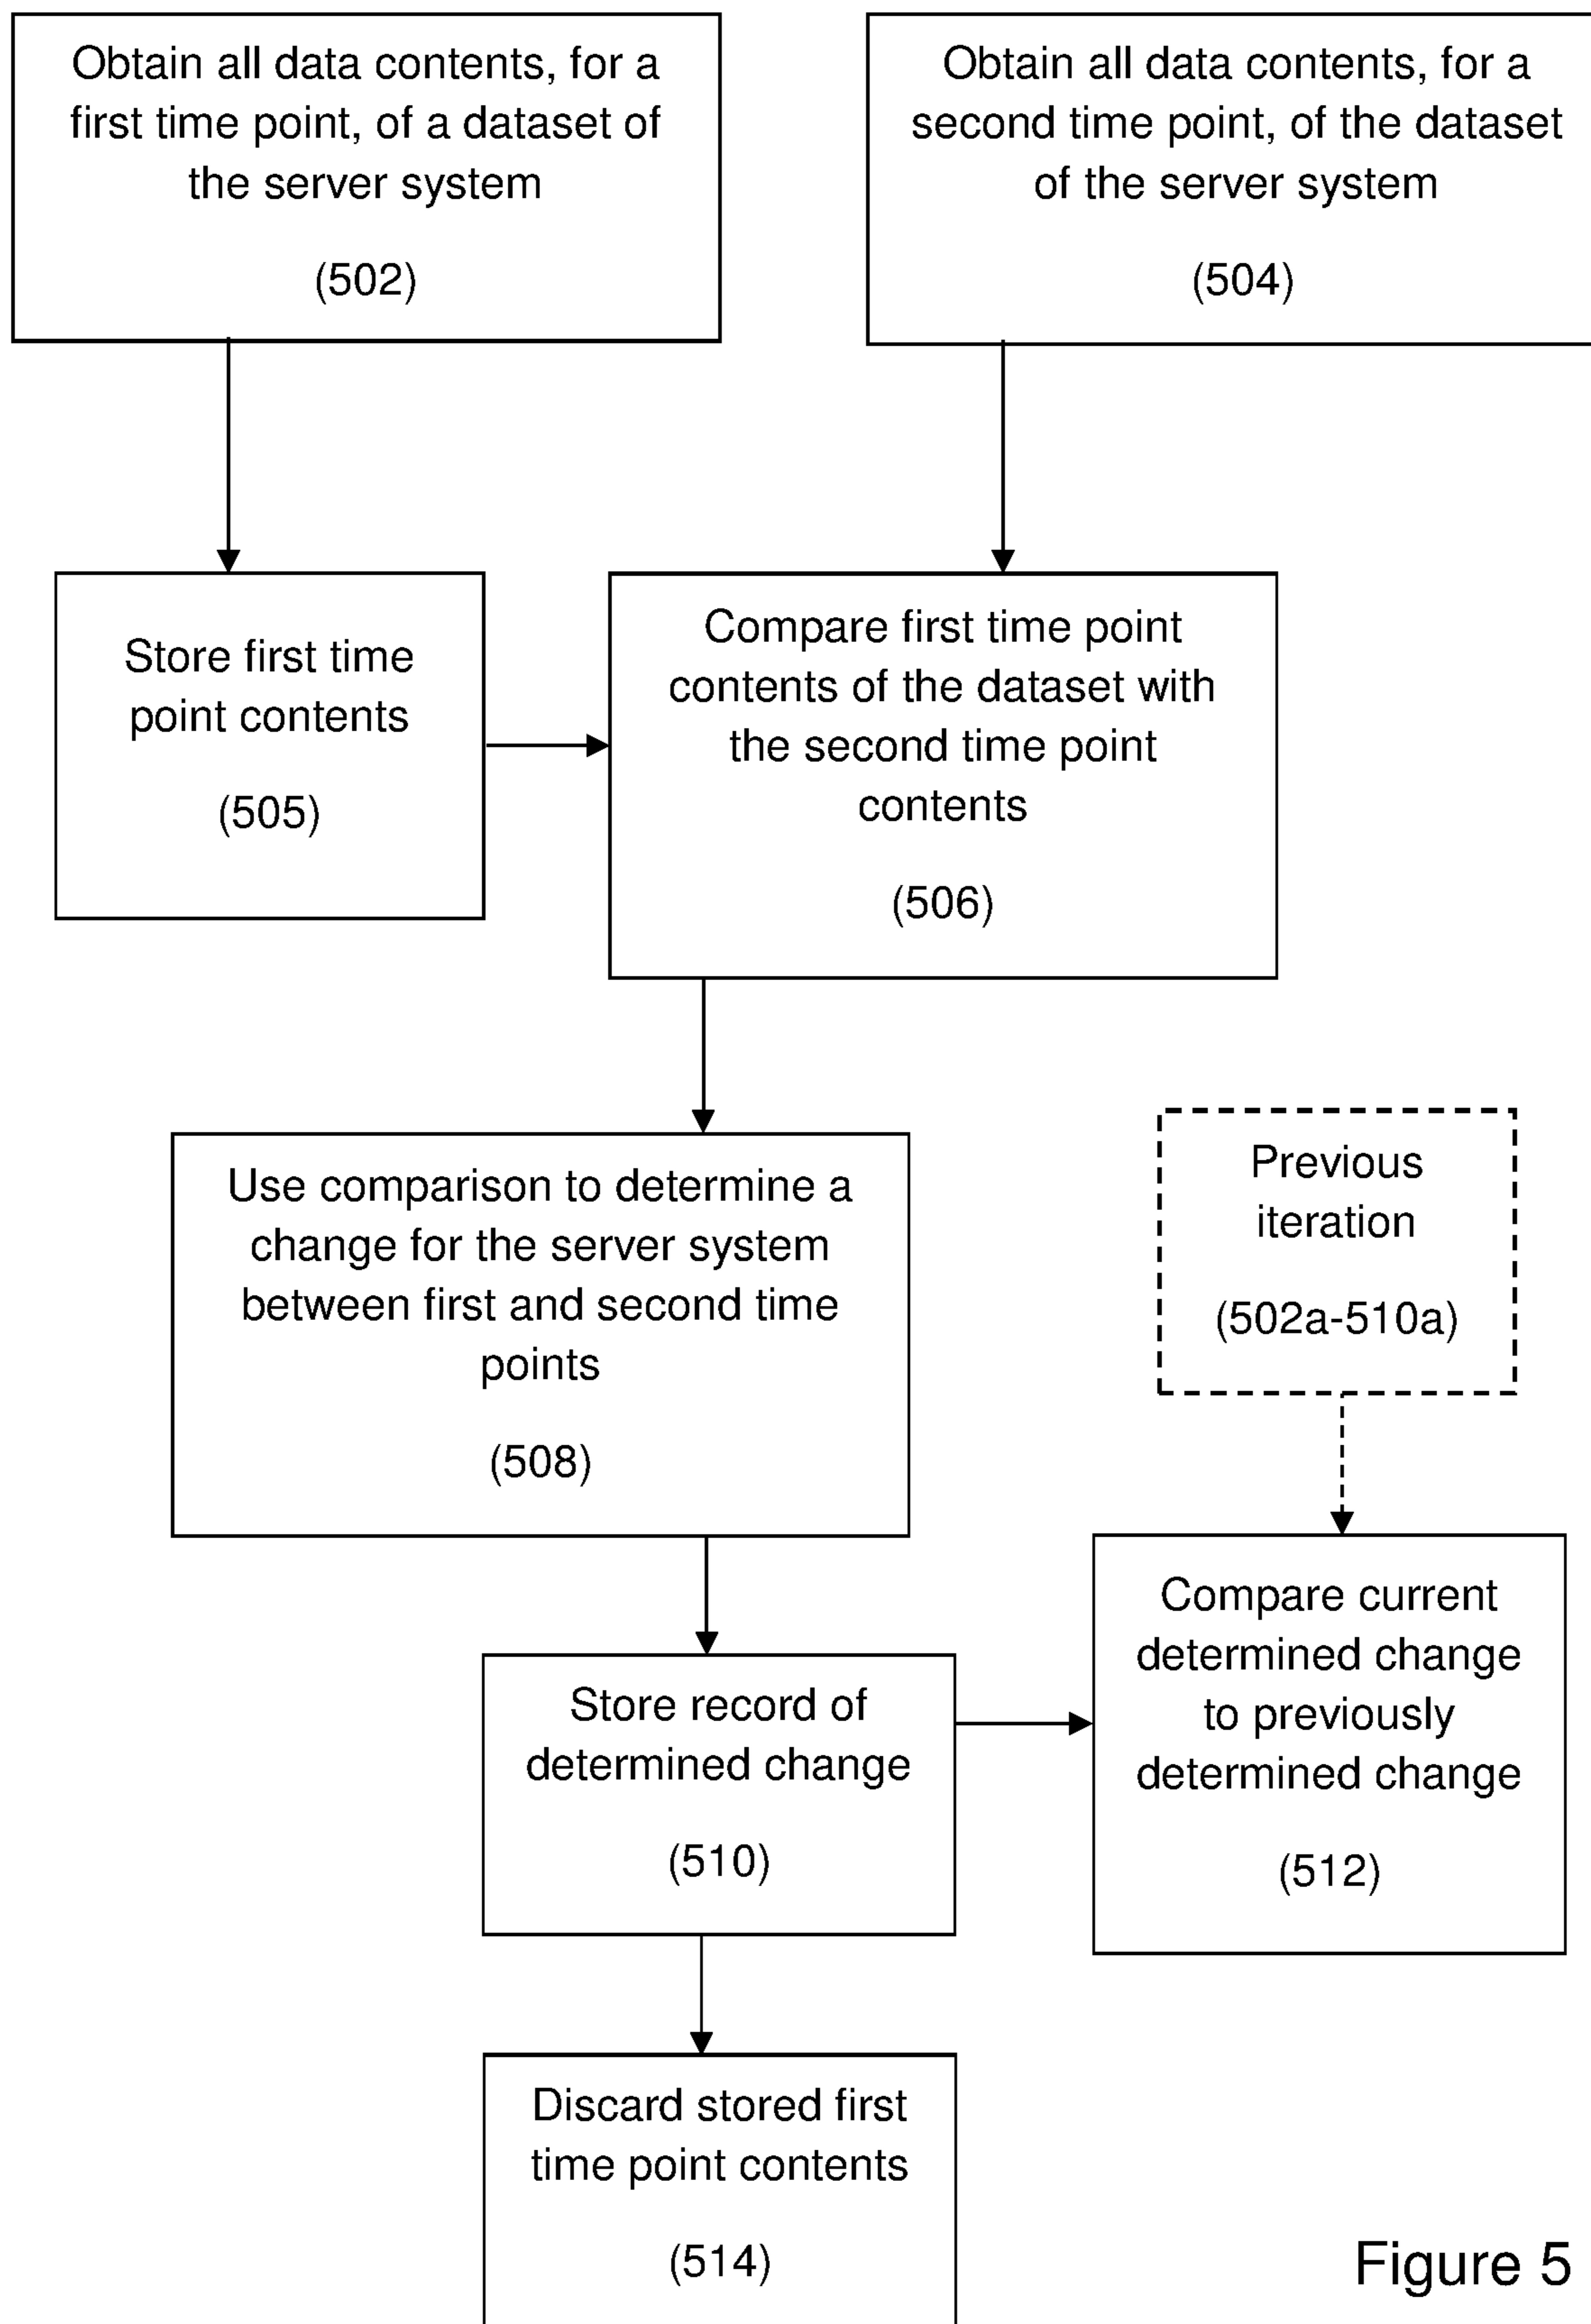 Obtain all data contents, for a
first time point, of a dataset of
the server system
(502)
Obtain all data contents, for a
second time point, of the dataset
of the server system
(504)
Store first time
point contents
(505)
Compare first time point
contents of the dataset with
the second time point
contents
(506)
Use comparison to determine a
change for the server system
between first and second time
points
(508)
Previous
iteration
(502a-510a)
Store record of
determined change
(510)
Compare current
determined change
to previously
determined change
(512)
Discard stored first
time point contents
(514)
Figure 5